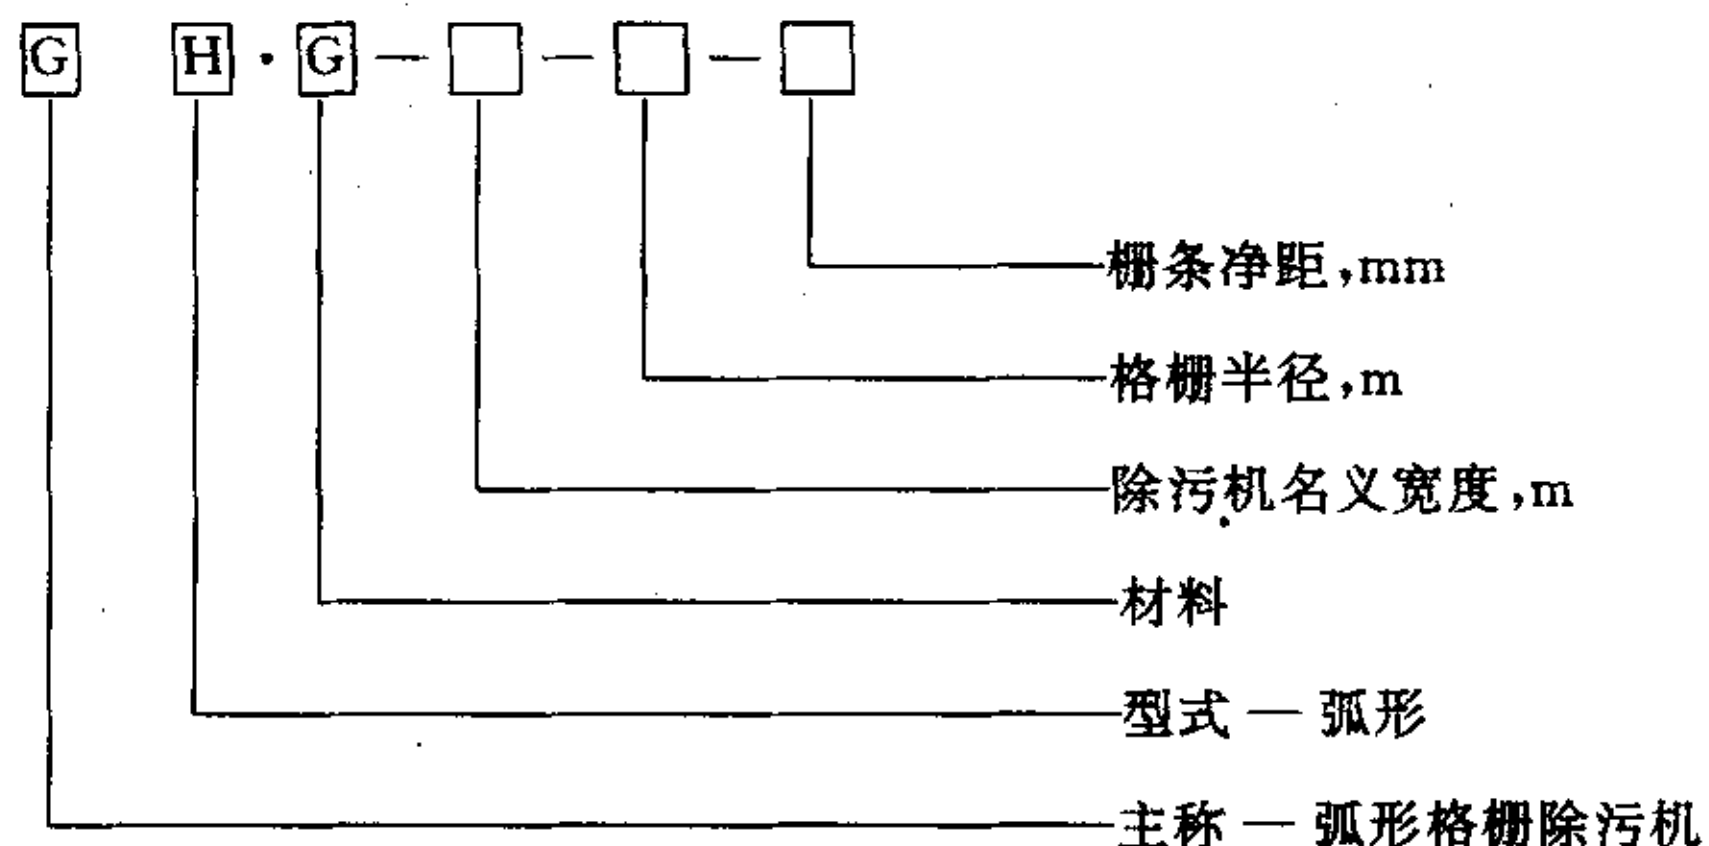 G H·G—□—□—□
栅条净距,mm
格栅半径,m
除污机名义宽度,m
材料
型式 — 弧形
主称 — 弧形格栅除污机